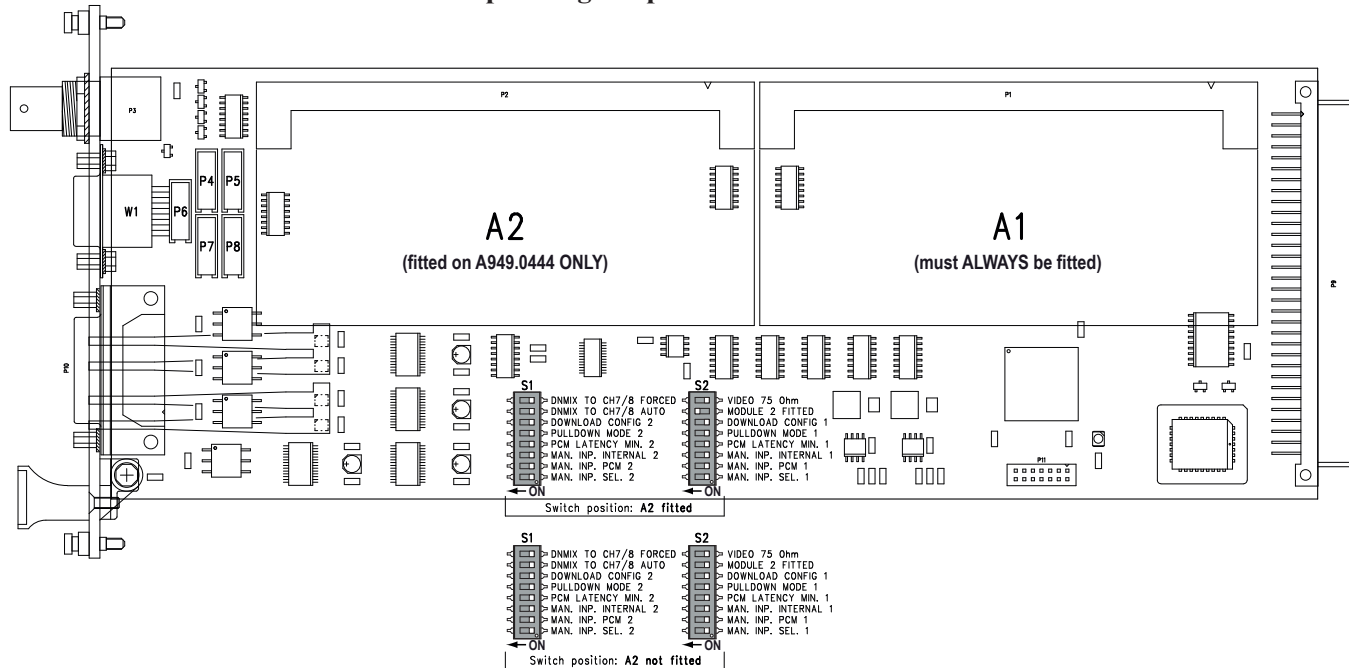 P2
P1
P3
P4
P5
P6
W1
P7
P8
A2
(fitted on A949.0444 ONLY)
A1
(must ALWAYS be fitted)
P9
P10
S1
DNMIX TO CH7/8 FORCED
DNMIX TO CH7/8 AUTO
DOWNLOAD CONFIG 2
PULLDOWN MODE 2
PCM LATENCY MIN. 2
MAN. INP. INTERNAL 2
MAN. INP. PCM 2
MAN. INP. SEL. 2
ON
S2
VIDEO 75 Ohm
MODULE 2 FITTED
DOWNLOAD CONFIG 1
PULLDOWN MODE 1
PCM LATENCY MIN. 1
MAN. INP. INTERNAL 1
MAN. INP. PCM 1
MAN. INP. SEL. 1
ON
P11
Switch position: A2 fitted
S1
DNMIX TO CH7/8 FORCED
DNMIX TO CH7/8 AUTO
DOWNLOAD CONFIG 2
PULLDOWN MODE 2
PCM LATENCY MIN. 2
MAN. INP. INTERNAL 2
MAN. INP. PCM 2
MAN. INP. SEL. 2
ON
S2
VIDEO 75 Ohm
MODULE 2 FITTED
DOWNLOAD CONFIG 1
PULLDOWN MODE 1
PCM LATENCY MIN. 1
MAN. INP. INTERNAL 1
MAN. INP. PCM 1
MAN. INP. SEL. 1
ON
Switch position: A2 not fitted